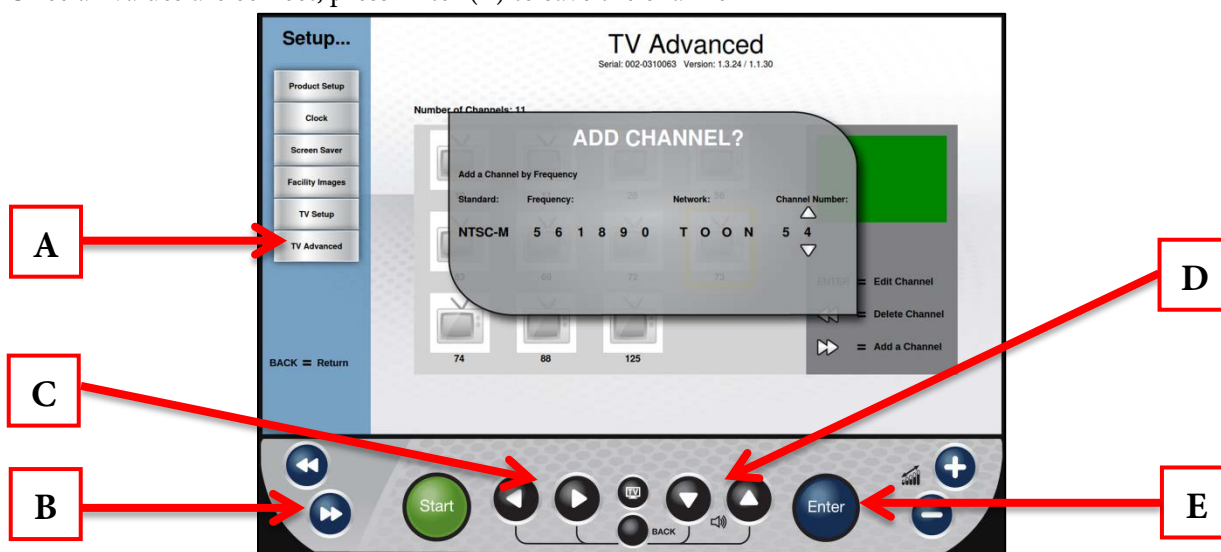 Setup...
TV Advanced
Serial: 002-0310063 Version: 1.3.24 / 1.1.30
Product Setup
Clock
Screen Saver
Facility Images
TV Setup
TV Advanced
BACK = Return
Number of Channels: 11
ADD CHANNEL?
Add a Channel by Frequency
Standard: Frequency: Network: Channel Number:
NTSC-M 5 6 1 8 9 0 T O O N 5 4
72 73
ENTER = Edit Channel
= Delete Channel
= Add a Channel
74 88 125
A
B
C
D
E
Start
TV
BACK
Enter